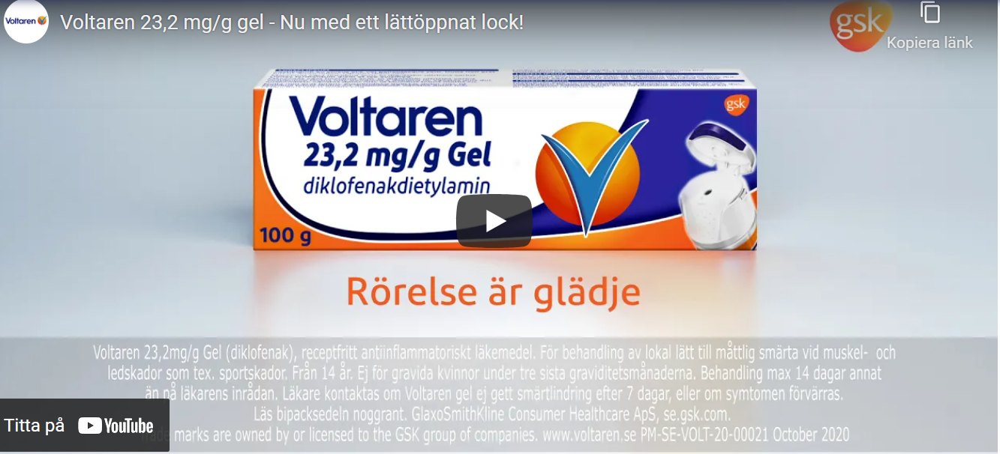 Voltaren
Voltaren 23,2 mg/g gel - Nu med ett lättöppnat lock!
gsk
Kopiera länk
Voltaren
gsk
23,2 mg/g Gel
diklofenakdietylamin
100 g
Rörelse är glädje
Voltaren 23,2mg/g Gel (diklofenak), receptfritt antiinflammatoriskt läkemedel. För behandling av lokal lätt till måttlig smärta vid muskel- och
ledskador som tex. sportskador. Från 14 år. Ej för gravida kvinnor under tre sista graviditetsmånaderna. Behandling max 14 dagar annat
än på läkarens inrådan. Läkare kontaktas om Voltaren gel ej gett smärtlindring efter 7 dagar, eller om symtomen förvärras.
Läs bipacksedeln noggrant. GlaxoSmithKline Consumer Healthcare ApS, se.gsk.com.
Titta på YouTube
marks are owned by or licensed to the GSK group of companies. www.voltaren.se PM-SE-VOLT-20-00021 October 2020